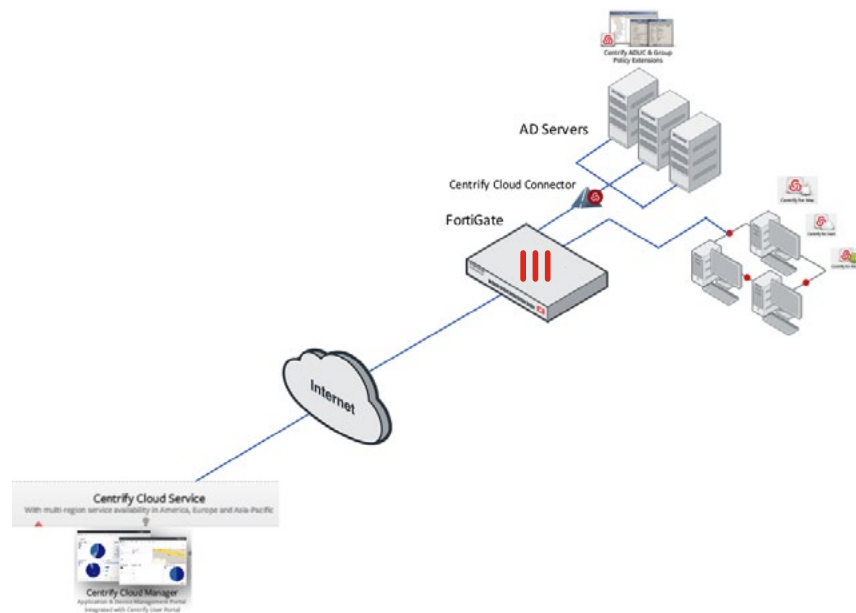 Centrify ADUC & Group
Policy Extensions
AD Servers
Centrify Cloud Connector
FortiGate
Centrify for Mac
Internet
Centrify Cloud Service
With multi-region service availability in America, Europe and Asia-Pacific
Centrify Cloud Manager
Application & Device Management Portal
Integrated with Centrify User Portal